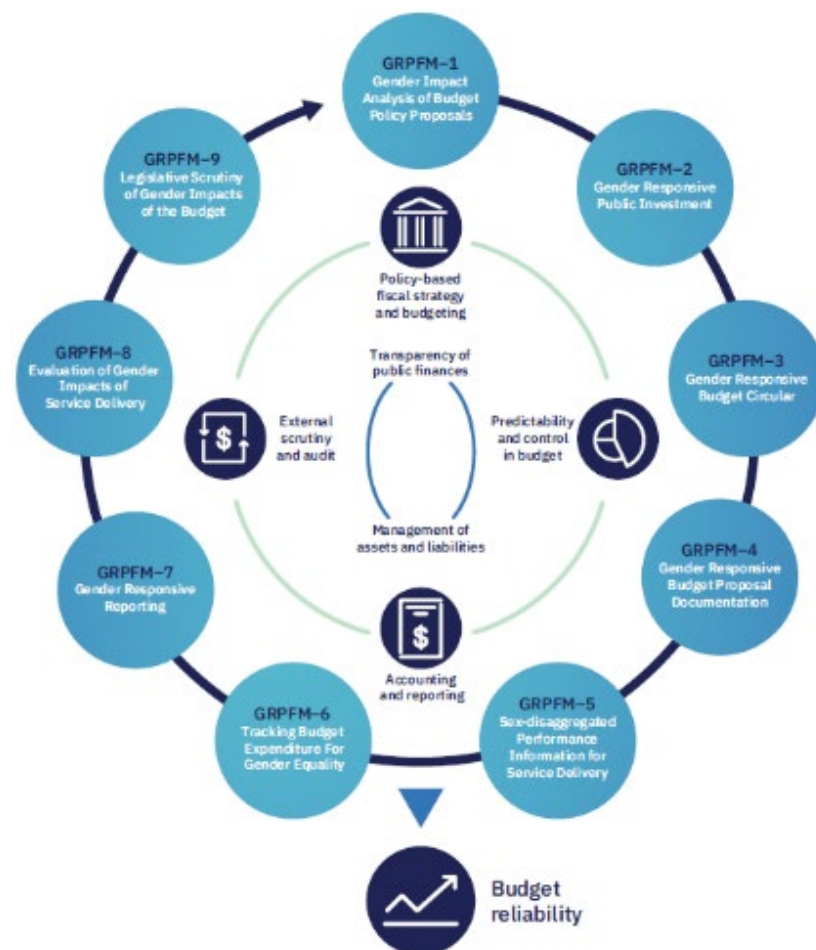 GRPFM–1
Gender Impact
Analysis of Budget
Policy Proposals
GRPFM–2
Gender Responsive
Public Investment
GRPFM–3
Gender Responsive
Budget Circular
GRPFM–4
Gender Responsive
Budget Proposal
Documentation
GRPFM–5
Sex-disaggregated
Performance
Information for
Service Delivery
GRPFM–6
Tracking Budget
Expenditure For
Gender Equality
GRPFM–7
Gender Responsive
Reporting
GRPFM–8
Evaluation of Gender
Impacts of
Service Delivery
GRPFM–9
Legislative Scrutiny
of Gender Impacts
of the Budget
Policy-based
fiscal strategy
and budgeting
Transparency of
public finances
$
External
scrutiny
and audit
Predictability
and control
in budget
Management of
assets and liabilities
$
Accounting
and reporting
Budget
reliability